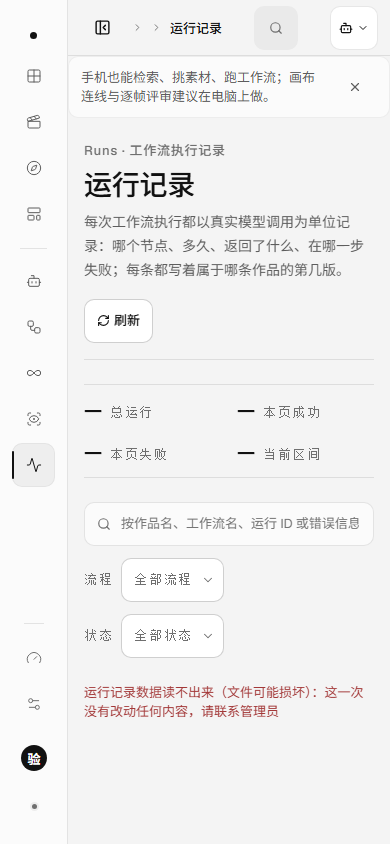 运行记录
手机也能检索、挑素材、跑工作流；画布
连线与逐帧评审建议在电脑上做。
Runs · 工作流执行记录
运行记录
每次工作流执行都以真实模型调用为单位记
录：哪个节点、多久、返回了什么、在哪一步
失败；每条都写着属于哪条作品的第几版。
刷新
— 总运行
— 本页成功
— 本页失败
— 当前区间
按作品名、工作流名、运行 ID 或错误信息
流程 全部流程
状态 全部状态
运行记录数据读不出来（文件可能损坏）：这一次
没有改动任何内容，请联系管理员
验